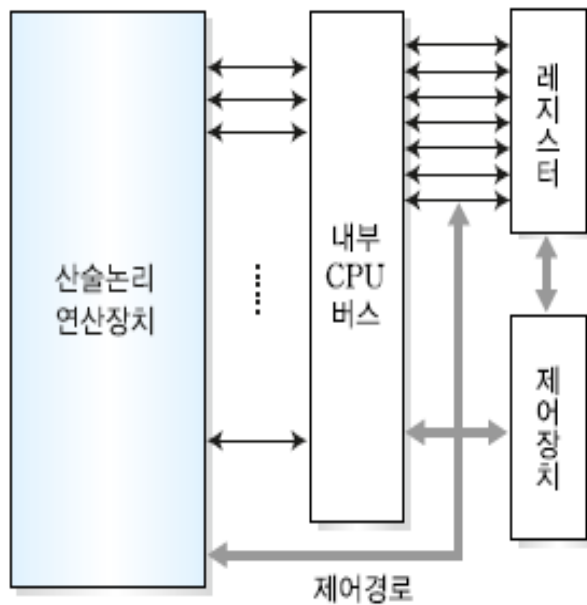 산술논리
연산장치
내부
CPU
버스
레지스터
제어장치
제어경로